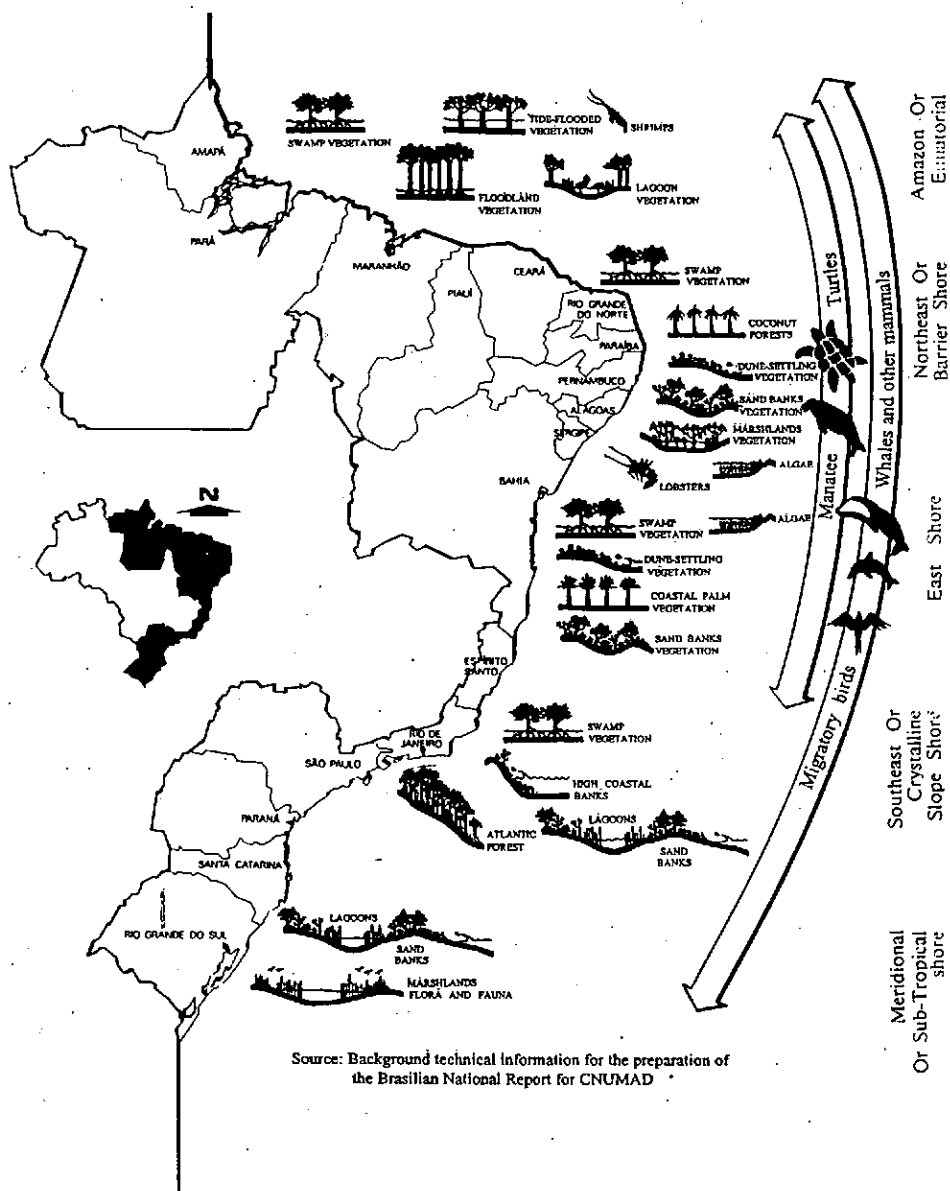 SWAMP VEGETATION
TIDE-FLOODED
VEGETATION
SHRIMPS
FLOODLAND
VEGETATION
LAGOON
VEGETATION
AMAPÁ
PARÁ
MARANHÃO
PIAUÍ
CEARÁ
RIO GRANDE
DO NORTE
PARAÍBA
PERNAMBUCO
ALAGOAS
SERGIPE
BAHIA
SWAMP
VEGETATION
COCONUT
FORESTS
DUNE-SETTLING
VEGETATION
SAND BANKS
VEGETATION
MARSHLANDS
VEGETATION
LOBSTERS
ALGAE
SWAMP
VEGETATION
ALGAE
DUNE-SETTLING
VEGETATION
COASTAL PALM
VEGETATION
SAND BANKS
VEGETATION
N
ESPÍRITO
SANTO
RIO DE
JANEIRO
SÃO PAULO
PARANÁ
SANTA CATARINA
RIO GRANDE DO SUL
SWAMP
VEGETATION
HIGH COASTAL
BANKS
ATLANTIC
FOREST
LAGOONS
SAND
BANKS
LAGOONS
SAND
BANKS
MARSHLANDS
FLORA AND FAUNA
Turtles
Manatee
Whales and other mammals
Migratory birds
Amazon Or
Equatorial
Northeast Or
Barrier Shore
East Shore
Southeast Or
Crystalline
Slope Shore
Meridional
Or Sub-Tropical
shore
Source: Background technical information for the preparation of
the Brasilian National Report for CNUMAD